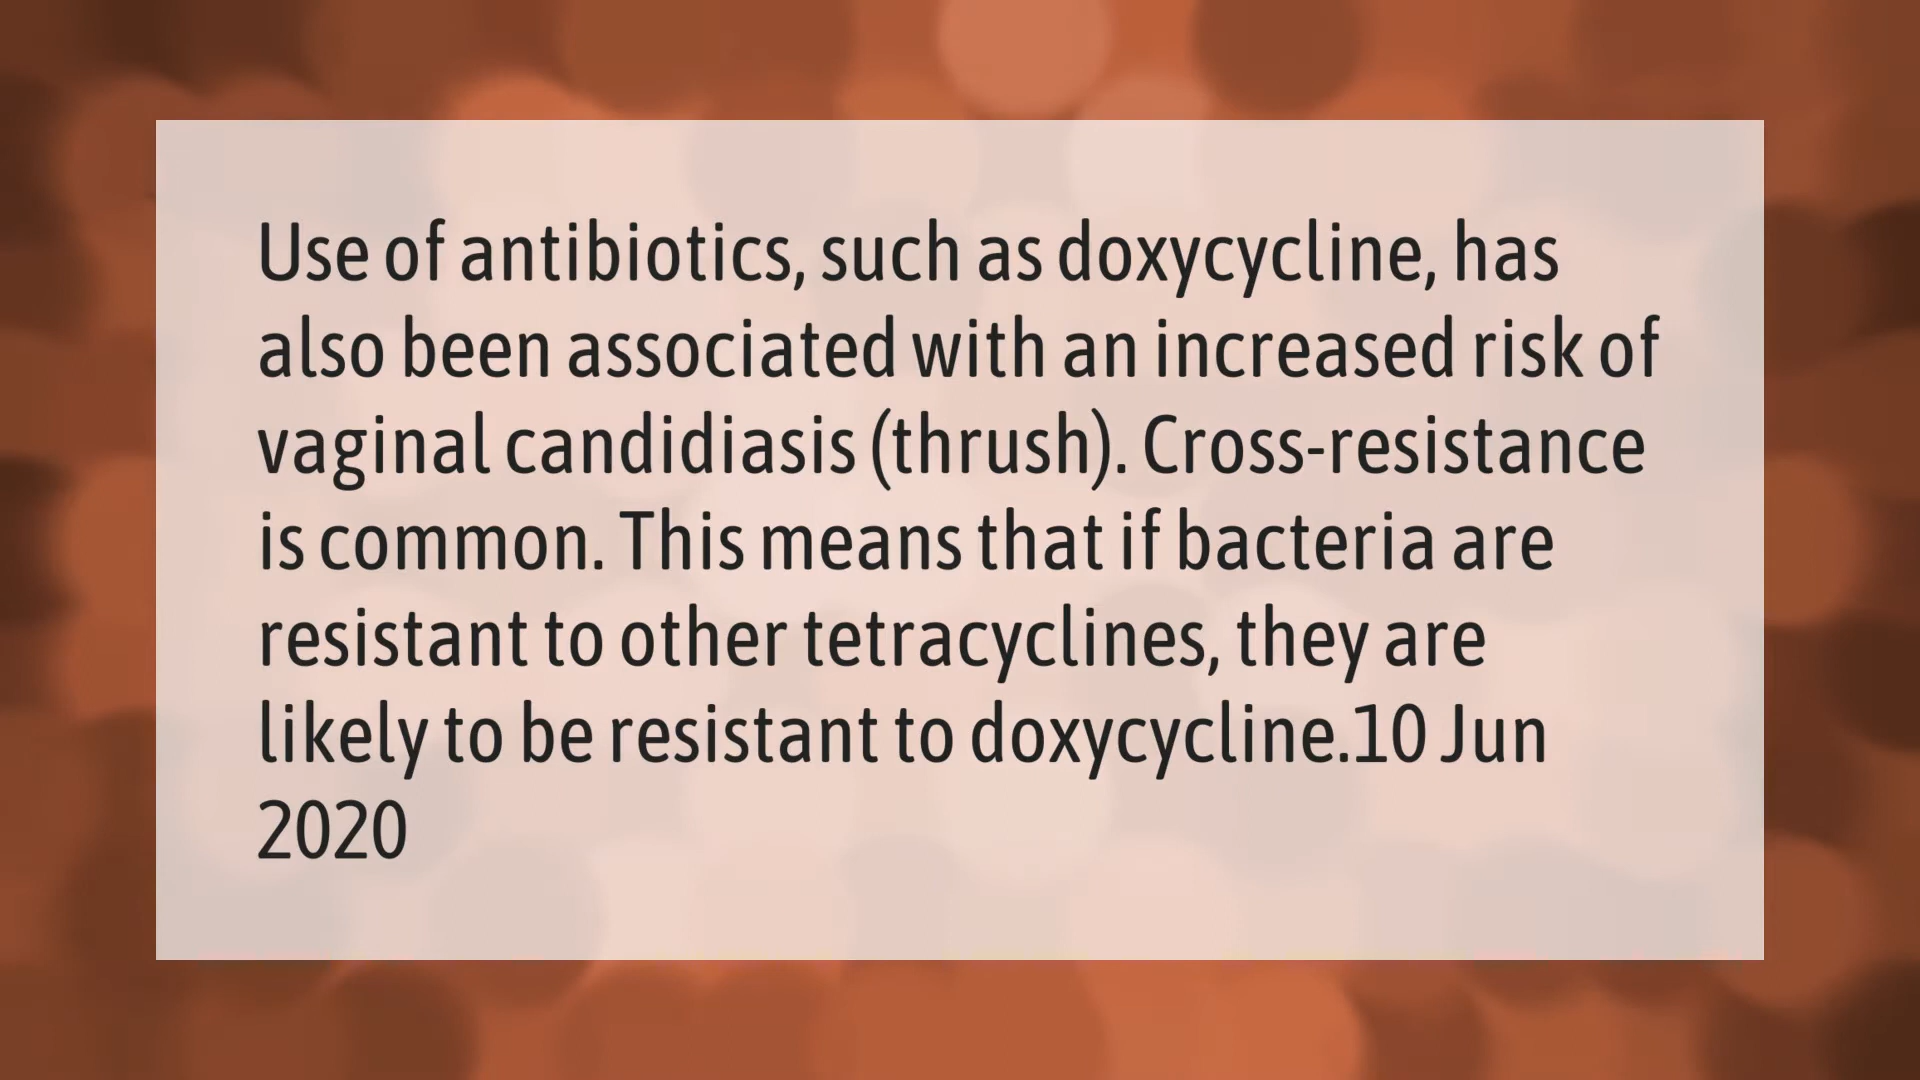 Use of antibiotics, such as doxycycline, has
also been associated with an increased risk of
vaginal candidiasis (thrush). Cross-resistance
is common. This means that if bacteria are
resistant to other tetracyclines, they are
likely to be resistant to doxycycline.10 Jun
2020